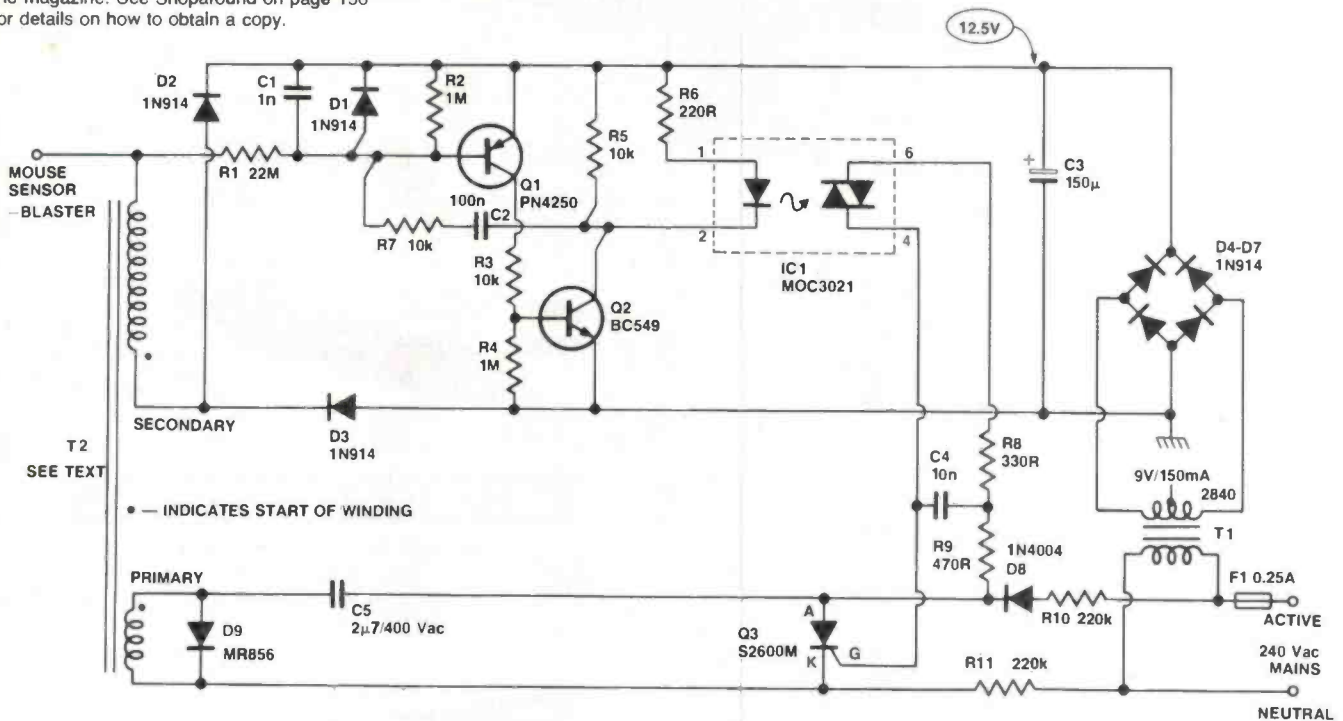 ne Magazine. See Shoparound on page 156
or details on how to obtain a copy.
12.5V
D2
1N914
C1
1n
D1
1N914
R2
1M
R6
220R
R5
10k
1
6
C3
150µ
+
MOUSE
SENSOR
–BLASTER
R1 22M
Q1
PN4250
100n
C2
R7 10k
2
4
IC1
MOC3021
D4-D7
1N914
R3
10k
Q2
BC549
R4
1M
SECONDARY
D3
1N914
T2
SEE TEXT
C4
10n
R8
330R
9V/150mA
2840
T1
• — INDICATES START OF WINDING
R9
470R
1N4004
D8
F1 0.25A
PRIMARY
C5
2µ7/400 Vac
A
R10 220k
ACTIVE
D9
MR856
Q3
S2600M
K
G
R11 220k
240 Vac
MAINS
NEUTRAL